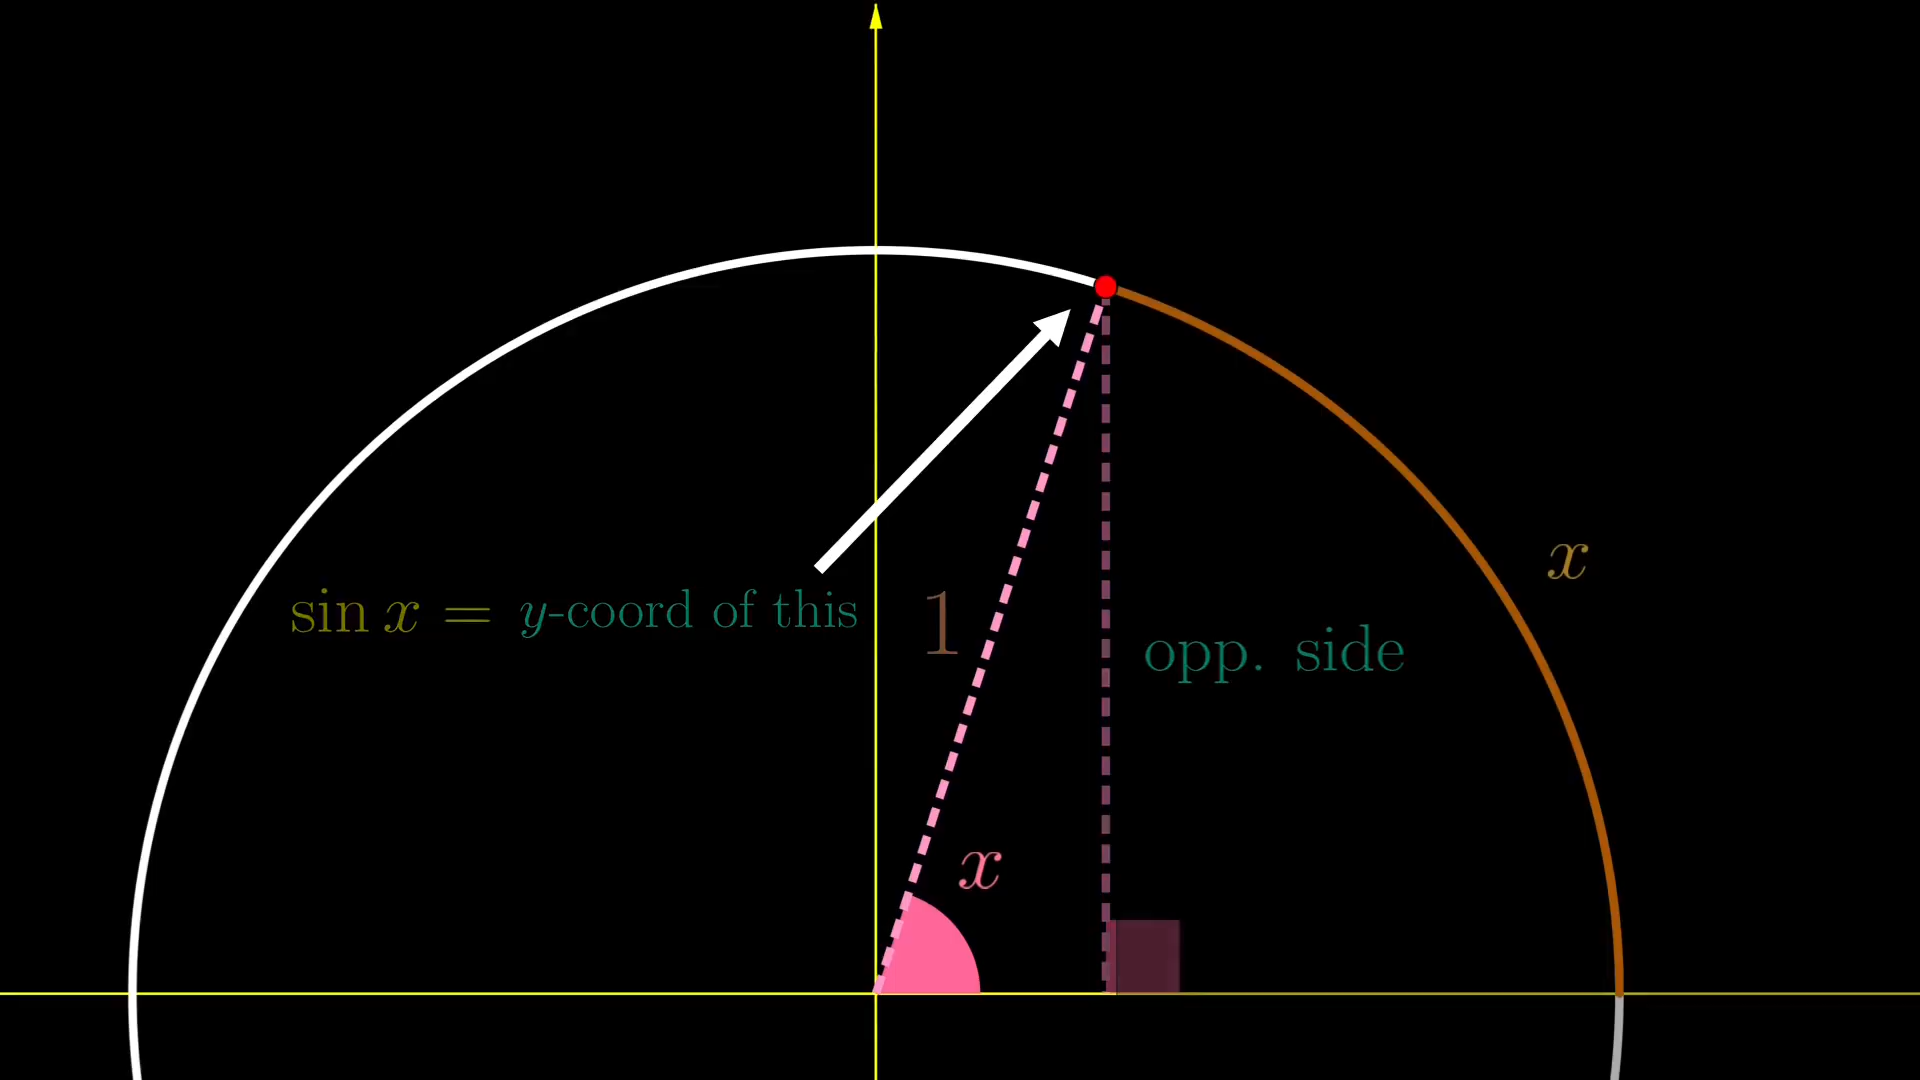 x
sin x = y-coord of this
1
opp. side
x